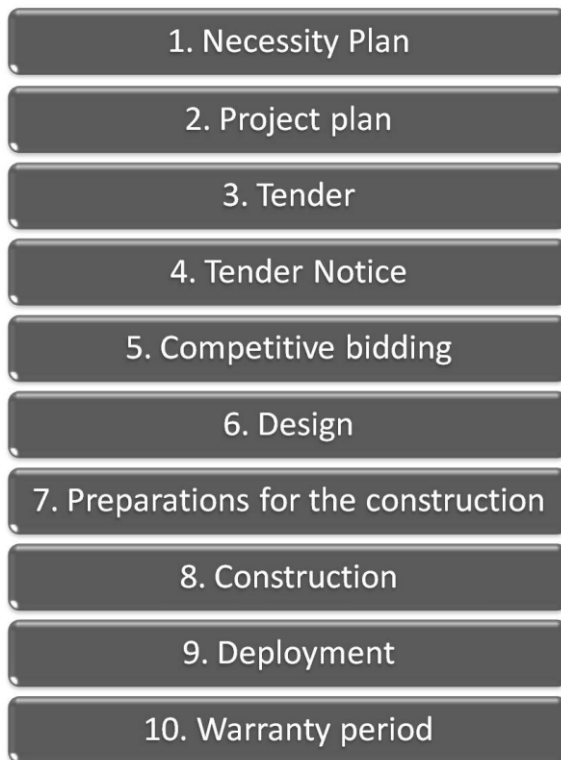 1. Necessity Plan
2. Project plan
3. Tender
4. Tender Notice
5. Competitive bidding
6. Design
7. Preparations for the construction
8. Construction
9. Deployment
10. Warranty period